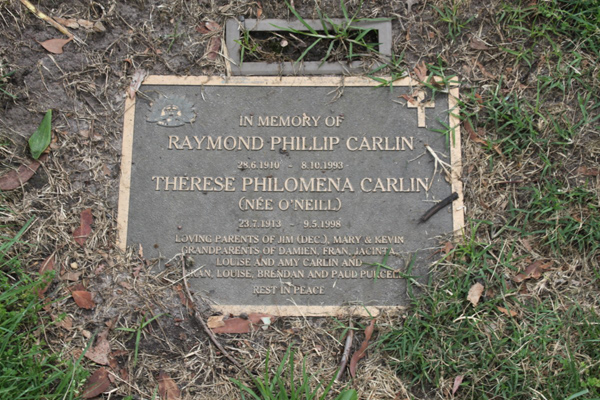 IN MEMORY OF
RAYMOND PHILLIP CARLIN
28.6.1910 - 8.10.1993
THERESE PHILOMENA CARLIN
(NÉE O'NEILL)
23.7.1913 - 9.5.1998
LOVING PARENTS OF JIM (DEC.), MARY & KEVIN
GRANDPARENTS OF DAMIEN, FRAN, JACINTA,
LOUISE AND AMY CARLIN AND
LOUISE, BRENDAN AND PAUD PURCELL
REST IN PEACE